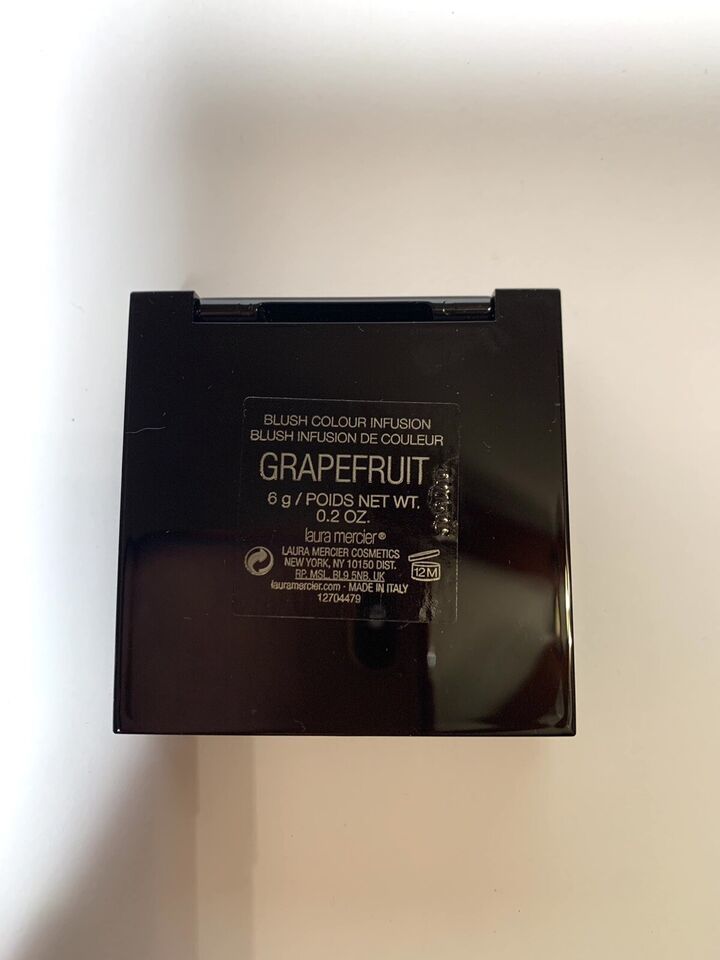 BLUSH COLOUR INFUSION
BLUSH INFUSION DE COULEUR
GRAPEFRUIT
6 g / POIDS NET WT.
0.2 OZ.
laura mercier®
LAURA MERCIER COSMETICS
NEW YORK, NY 10150 DIST.
RP. MSL. BL9 5NB. UK
lauramercier.com · MADE IN ITALY
12704479
12M